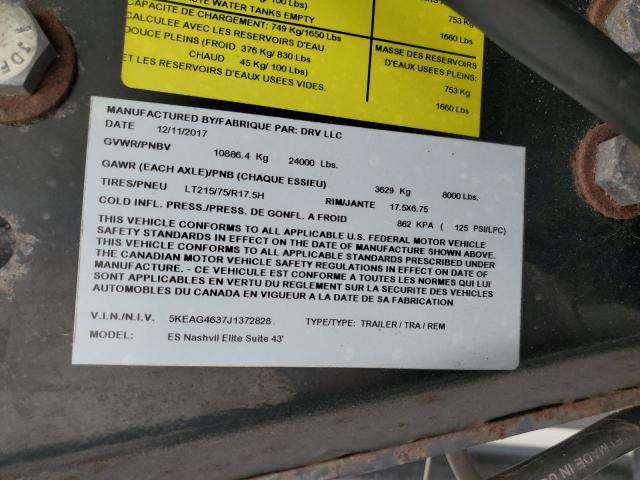 WATER TANKS EMPTY
CAPACITE DE CHARGEMENT: 749 Kg/1650 Lbs
CALCULEE AVEC LES RESERVOIRS D'EAU
DOUCE PLEINS (FROID 376 Kg/ 830 Lbs
CHAUD 45 Kg/ 100 Lbs)
ET LES RESERVOIRS D'EAUX USEES VIDES.
753 Kg
1660 Lbs
MASSE DES RESERVOIRS
D'EAUX USEES PLEINS:
753 Kg
1660 Lbs
MANUFACTURED BY/FABRIQUE PAR: DRV LLC
DATE 12/11/2017
GVWR/PNBV 10886.4 Kg 24000 Lbs.
GAWR (EACH AXLE)/PNB (CHAQUE ESSIEU) 3629 Kg 8000 Lbs.
TIRES/PNEU LT215/75/R17.5H RIM/JANTE 17.5X6.75
COLD INFL. PRESS./PRESS. DE GONFL. A FROID 862 KPA ( 125 PSI/LPC)
THIS VEHICLE CONFORMS TO ALL APPLICABLE U.S. FEDERAL MOTOR VEHICLE
SAFETY STANDARDS IN EFFECT ON THE DATE OF MANUFACTURE SHOWN ABOVE.
THIS VEHICLE CONFORMS TO ALL APPLICABLE STANDARDS PRESCRIBED UNDER
THE CANADIAN MOTOR VEHICLE SAFETY REGULATIONS IN EFFECT ON THE DATE OF
MANUFACTURE. - CE VEHICULE EST CONFORME A TOUTES LES NORMES QUI LUI
SONT APPLICABLES EN VERTU DU REGLEMENT SUR LA SECURITE DES VEHICLES
AUTOMOBILES DU CANADA EN VIGUEUR A LA DATE DE SA FABRICATION
V.I.N./N.I.V. 5KEAG4637J1372828 TYPE/TYPE: TRAILER / TRA / REM
MODEL: ES Nashvil Elite Suite 43'
MADE IN